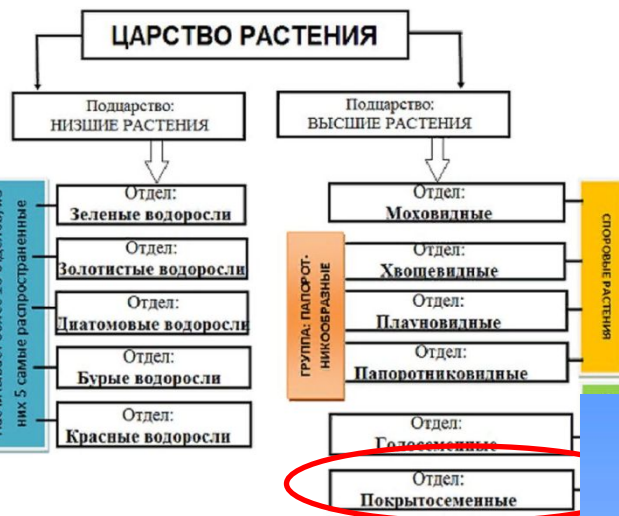 ЦАРСТВО РАСТЕНИЯ
Подцарство:
НИЗШИЕ РАСТЕНИЯ
Подцарство:
ВЫСШИЕ РАСТЕНИЯ
них 5 самые распространенные
Отдел:
Зеленые водоросли
Отдел:
Золотистые водоросли
Отдел:
Диатомовые водоросли
Отдел:
Бурые водоросли
Отдел:
Красные водоросли
ГРУППА: ПАПОРОТ-
НИКООБРАЗНЫЕ
Отдел:
Моховидные
Отдел:
Хвощевидные
Отдел:
Плауновидные
Отдел:
Папоротниковидные
Отдел:
Голосеменные
Отдел:
Покрытосеменные
СПОРОВЫЕ РАСТЕНИЯ